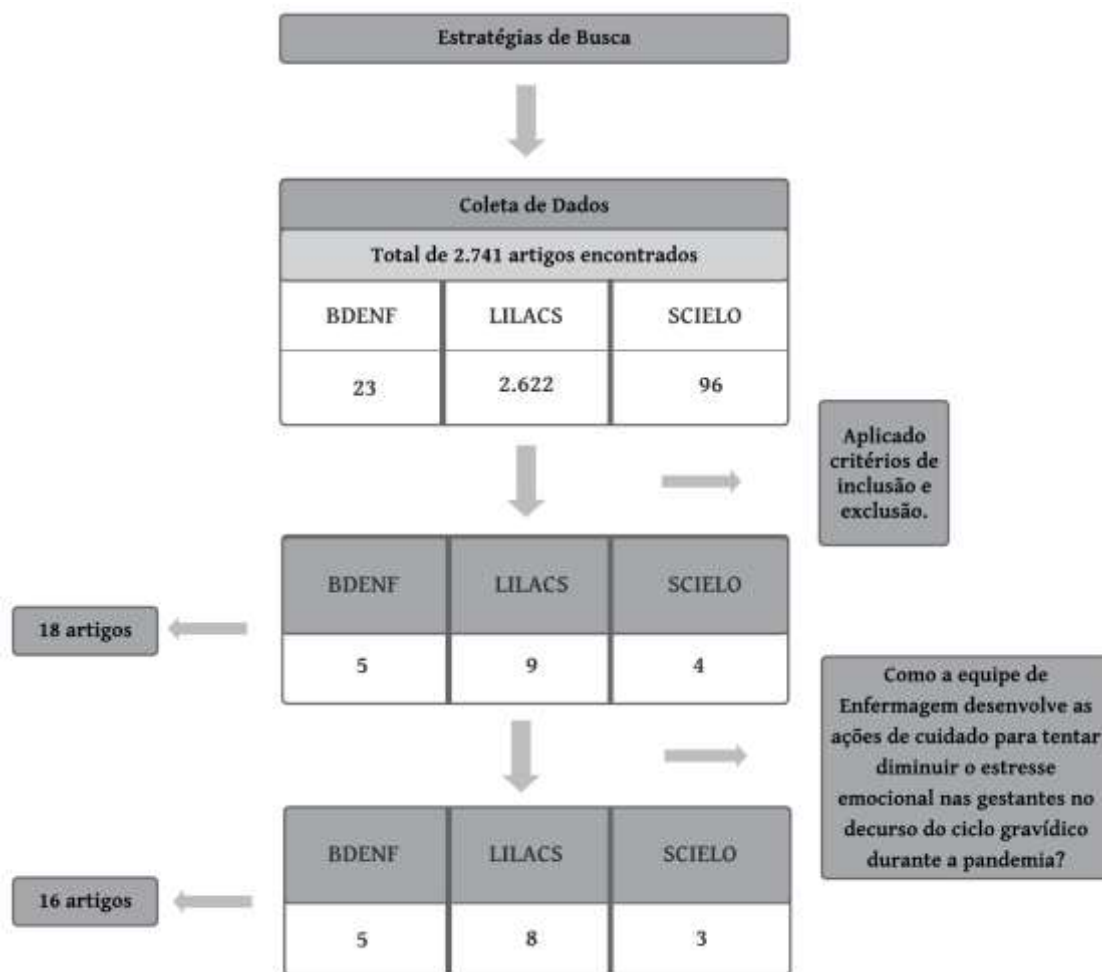 Estratégias de Busca
Coleta de Dados
Total de 2.741 artigos encontrados
BDENF LILACS SCIELO
23 2.622 96
Aplicado
critérios de
inclusão e
exclusão.
BDENF LILACS SCIELO
18 artigos
5 9 4
Como a equipe de
Enfermagem desenvolve as
ações de cuidado para tentar
diminuir o estresse
emocional nas gestantes no
decurso do ciclo gravídico
durante a pandemia?
BDENF LILACS SCIELO
16 artigos
5 8 3